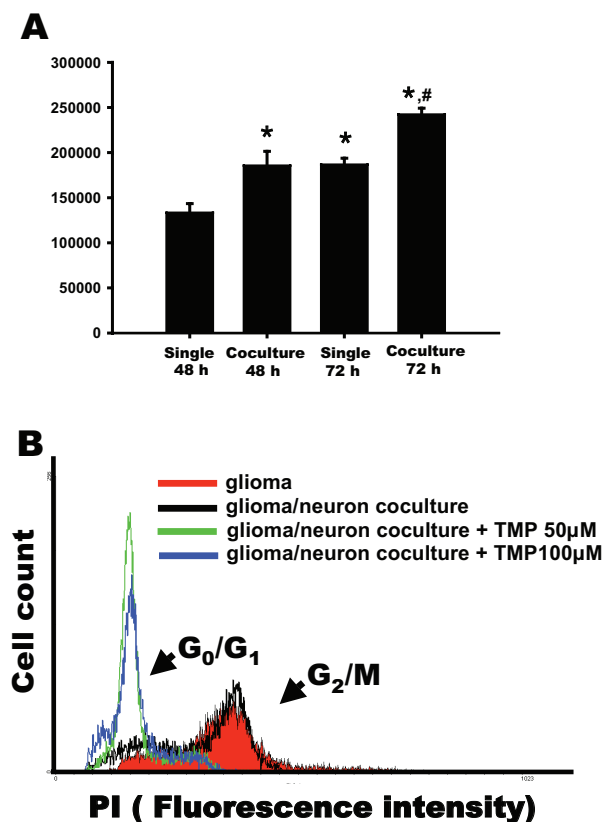 A
300000
250000
200000
150000
100000
50000
0
*
*
*,#
Single
48 h
Coculture
48 h
Single
72 h
Coculture
72 h
B
glioma
glioma/neuron coculture
glioma/neuron coculture + TMP 50µM
glioma/neuron coculture + TMP100µM
Cell count
G₀/G₁
G₂/M
0
1023
PI ( Fluorescence intensity)